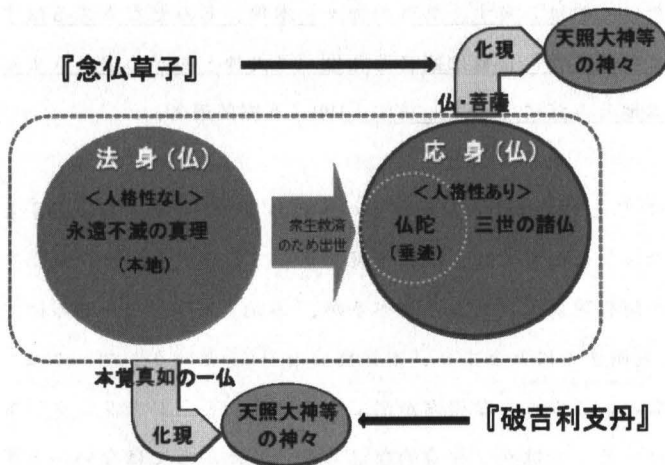 化現
天照大神等
の神々
『念仏草子』
仏・菩薩
法身(仏)
<人格性なし>
永遠不滅の真理
(本地)
衆生救済
のため出世
応身(仏)
<人格性あり>
仏陀
(垂迹)
三世の諸仏
本覚真如の一仏
化現
天照大神等
の神々
『破吉利支丹』